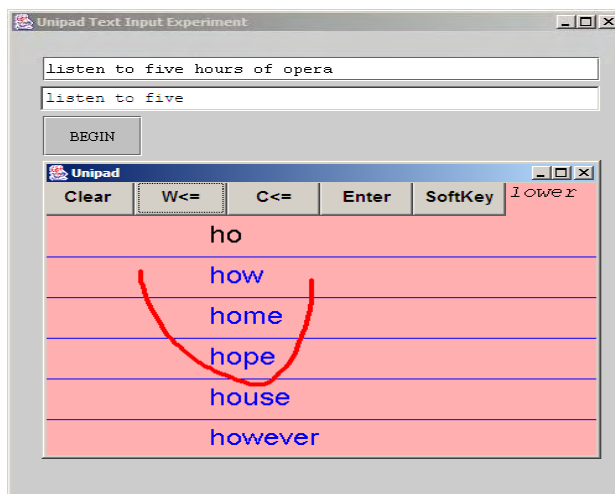 Unipad Text Input Experiment
listen to five hours of opera
listen to five
BEGIN
Unipad
Clear W<= C<= Enter SoftKey lower
ho
how
home
hope
house
however